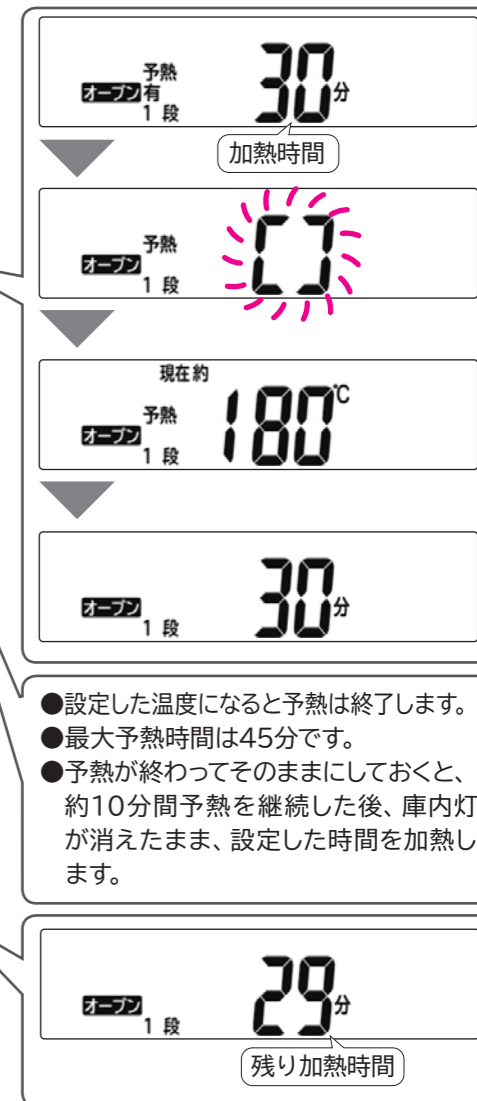 予熱
オーブン 有 30分
1 段
加熱時間
予熱
オーブン
1 段
現在 約
予熱 180℃
オーブン
1 段
オーブン 30分
1 段
●設定した温度になると予熱は終了します。
●最大予熱時間は45分です。
●予熱が終わってそのままにしておくと、
約10分間予熱を継続した後、庫内灯
が消えたまま、設定した時間を加熱し
ます。
オーブン 29分
1 段
残り加熱時間